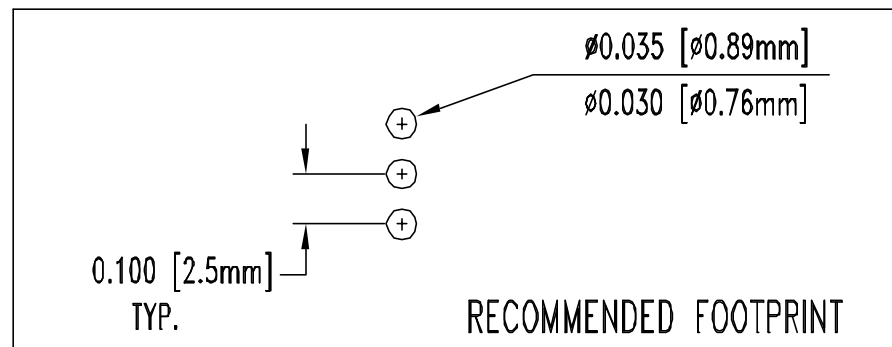 ø0.035 [ø0.89mm]
ø0.030 [ø0.76mm]
0.100 [2.5mm]
TYP.
RECOMMENDED FOOTPRINT